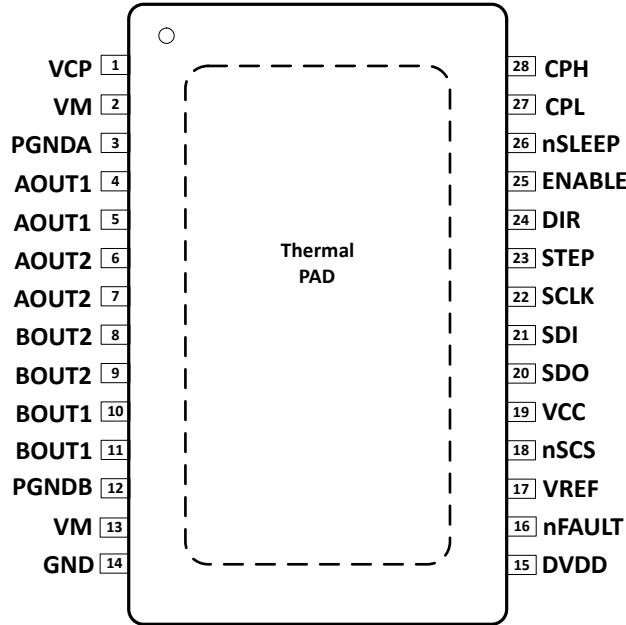 VCP 1
VM 2
PGNDA 3
AOUT1 4
AOUT1 5
AOUT2 6
AOUT2 7
BOUT2 8
BOUT2 9
BOUT1 10
BOUT1 11
PGNDB 12
VM 13
GND 14
Thermal
PAD
28 CPH
27 CPL
26 nSLEEP
25 ENABLE
24 DIR
23 STEP
22 SCLK
21 SDI
20 SDO
19 VCC
18 nSCS
17 VREF
16 nFAULT
15 DVDD